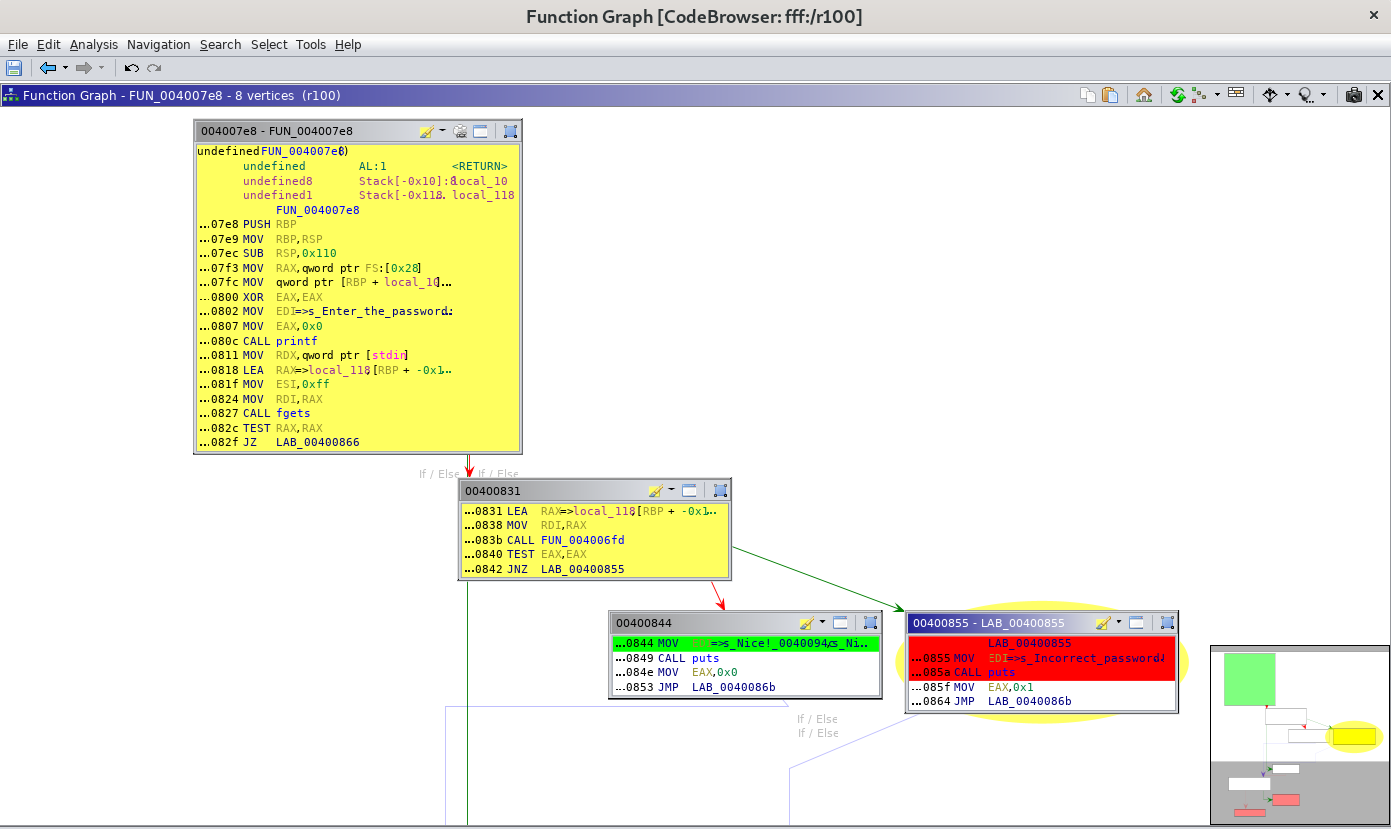 Function Graph [CodeBrowser: fff:/r100]
File Edit Analysis Navigation Search Select Tools Help
Function Graph - FUN_004007e8 - 8 vertices (r100)
004007e8 - FUN_004007e8
undefined FUN_004007e8()
undefined AL:1 <RETURN>
undefined8 Stack[-0x10]:8 local_10
undefined1 Stack[-0x118... local_118
FUN_004007e8
...07e8 PUSH RBP
...07e9 MOV RBP,RSP
...07ec SUB RSP,0x110
...07f3 MOV RAX,qword ptr FS:[0x28]
...07fc MOV qword ptr [RBP + local_10]...
...0800 XOR EAX,EAX
...0802 MOV EDI=>s_Enter_the_password:...
...0807 MOV EAX,0x0
...080c CALL printf
...0811 MOV RDX,qword ptr [stdin]
...0818 LEA RAX=>local_118,[RBP + -0x1...
...081f MOV ESI,0xff
...0824 MOV RDI,RAX
...0827 CALL fgets
...082c TEST RAX,RAX
...082f JZ LAB_00400866
If / Else If / Else
00400831
...0831 LEA RAX=>local_118,[RBP + -0x1...
...0838 MOV RDI,RAX
...083b CALL FUN_004006fd
...0840 TEST EAX,EAX
...0842 JNZ LAB_00400855
00400844
...0844 MOV EDI=>s_Nice!_0040094c,s_Ni...
...0849 CALL puts
...084e MOV EAX,0x0
...0853 JMP LAB_0040086b
00400855 - LAB_00400855
LAB_00400855
...0855 MOV EDI=>s_Incorrect_password!
...085a CALL puts
...085f MOV EAX,0x1
...0864 JMP LAB_0040086b
If / Else
If / Else